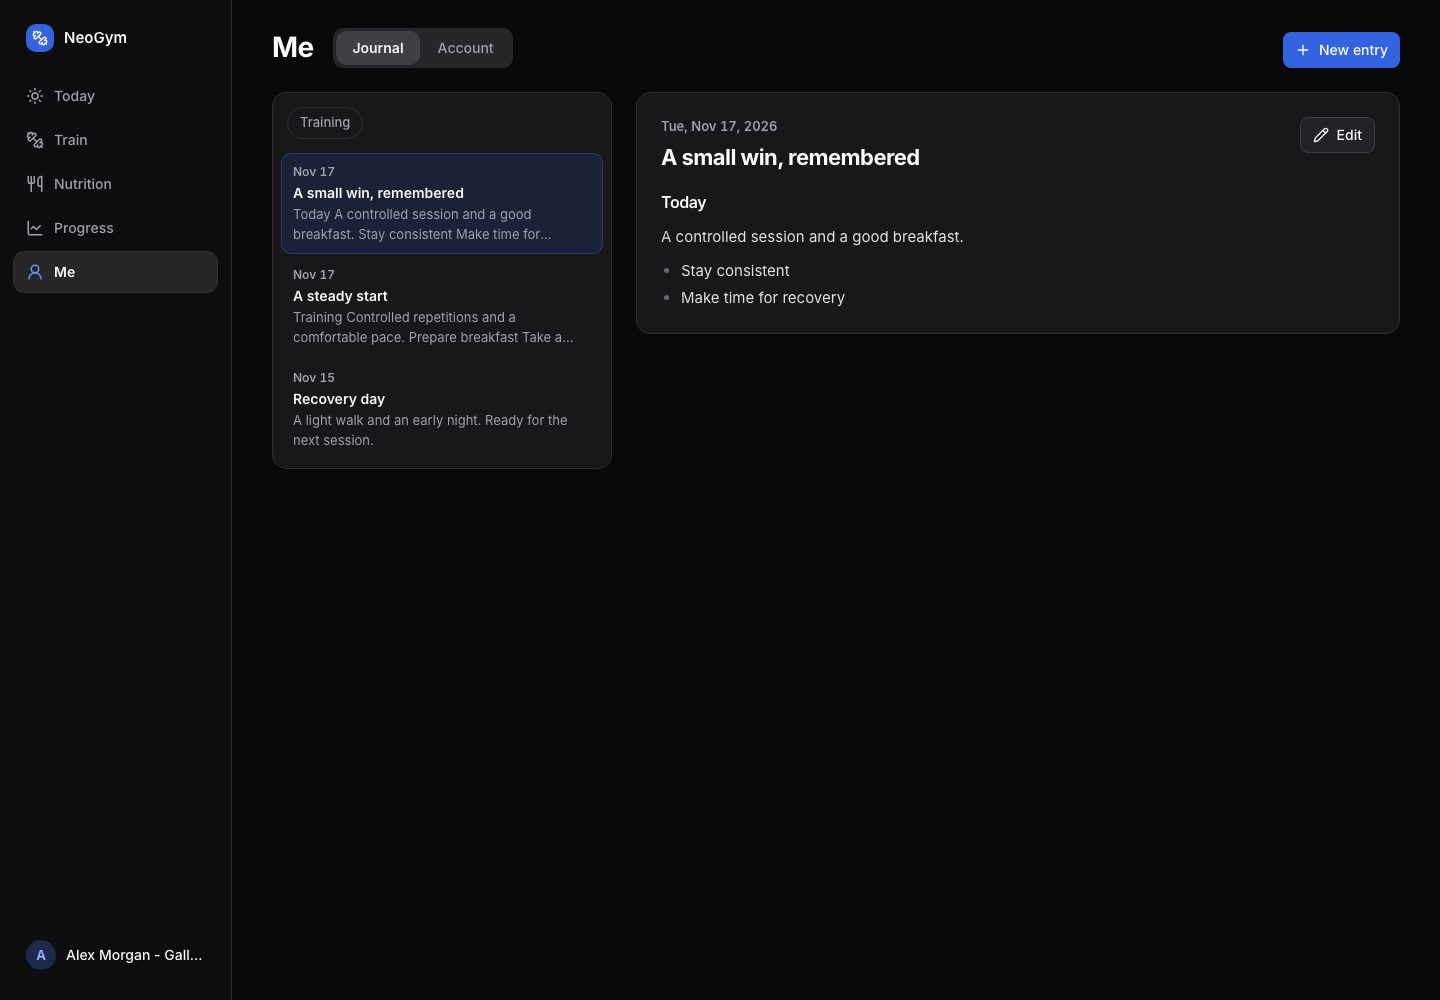 NeoGym
Today
Train
Nutrition
Progress
Me
A
Alex Morgan - Gall...
Me
Journal
Account
New entry
Training
Nov 17
A small win, remembered
Today A controlled session and a good
breakfast. Stay consistent Make time for...
Nov 17
A steady start
Training Controlled repetitions and a
comfortable pace. Prepare breakfast Take a...
Nov 15
Recovery day
A light walk and an early night. Ready for the
next session.
Tue, Nov 17, 2026
Edit
A small win, remembered
Today
A controlled session and a good breakfast.
• Stay consistent
• Make time for recovery